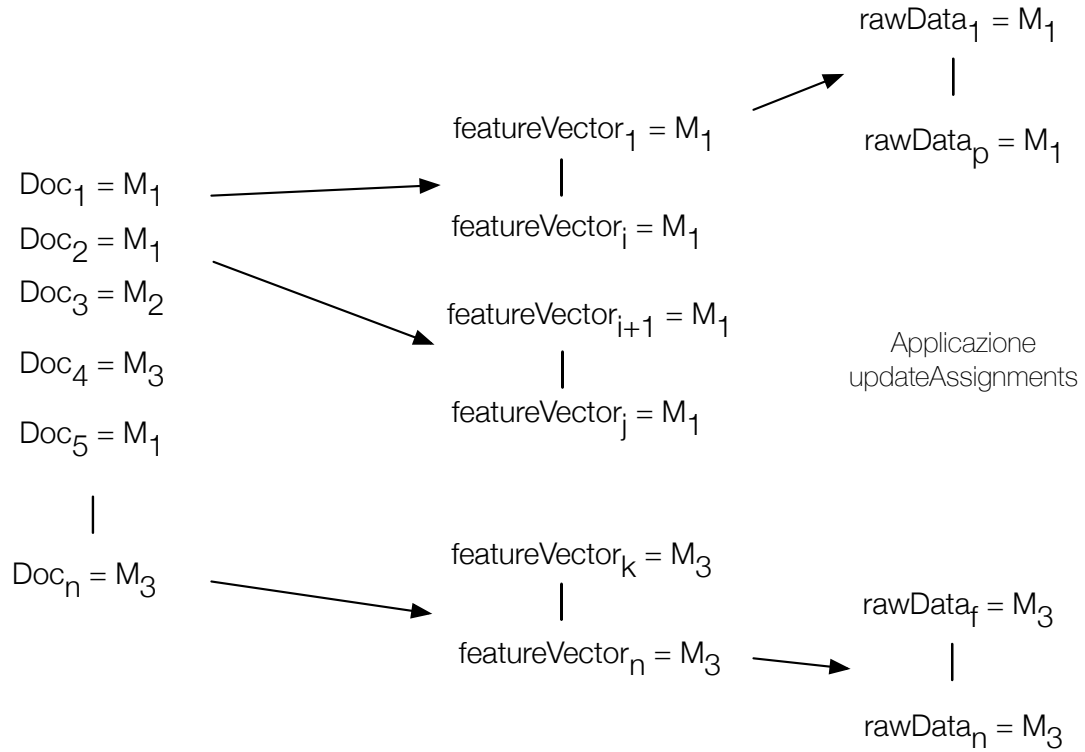 Doc1 = M1
Doc2 = M1
Doc3 = M2
Doc4 = M3
Doc5 = M1
Docn = M3
featureVector1 = M1
featureVectori = M1
featureVectori+1 = M1
featureVectorj = M1
featureVectork = M3
featureVectorn = M3
rawData1 = M1
rawDatap = M1
Applicazione
updateAssignments
rawDataf = M3
rawDatan = M3